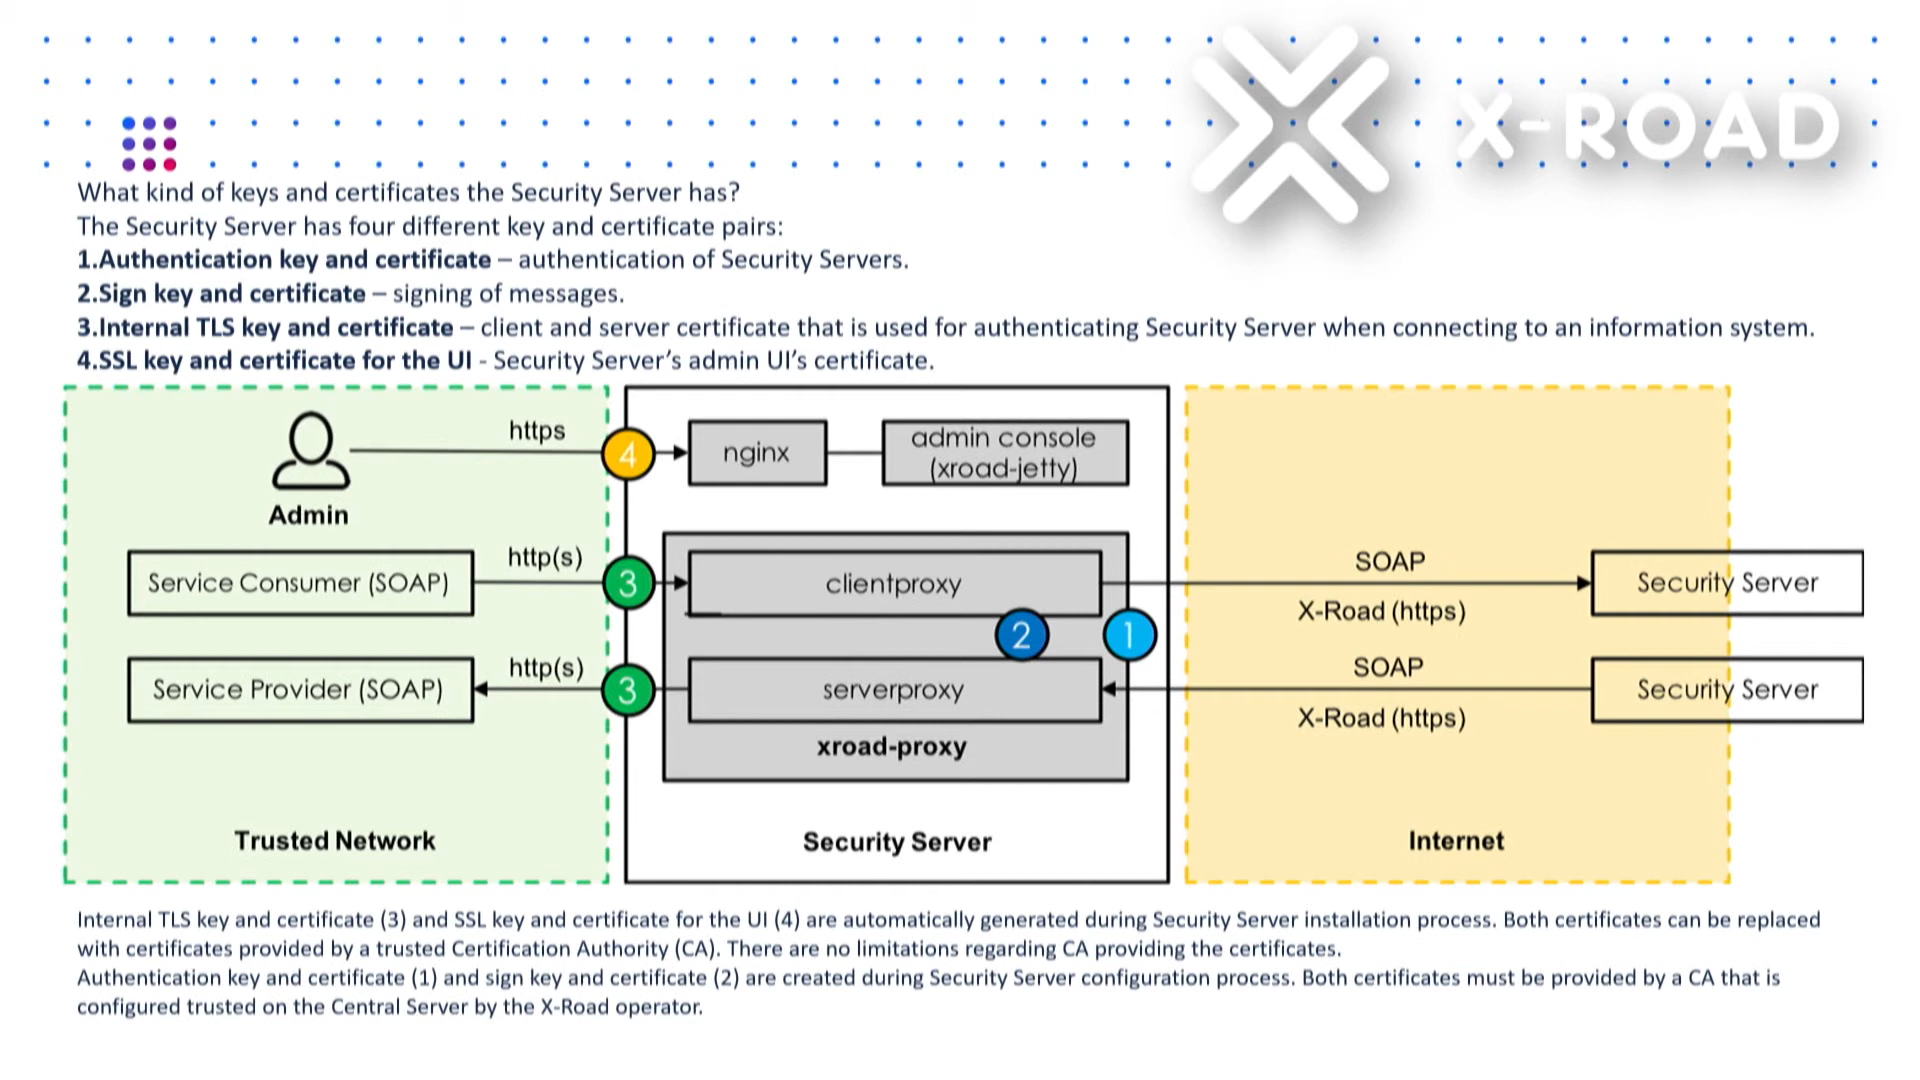 X-ROAD
What kind of keys and certificates the Security Server has?
The Security Server has four different key and certificate pairs:
1.Authentication key and certificate – authentication of Security Servers.
2.Sign key and certificate – signing of messages.
3.Internal TLS key and certificate – client and server certificate that is used for authenticating Security Server when connecting to an information system.
4.SSL key and certificate for the UI - Security Server’s admin UI’s certificate.
Admin
https
4
nginx
admin console
(xroad-jetty)
Service Consumer (SOAP)
http(s)
3
clientproxy
SOAP
X-Road (https)
Security Server
2
1
Service Provider (SOAP)
http(s)
3
serverproxy
SOAP
X-Road (https)
Security Server
xroad-proxy
Trusted Network
Security Server
Internet
Internal TLS key and certificate (3) and SSL key and certificate for the UI (4) are automatically generated during Security Server installation process. Both certificates can be replaced
with certificates provided by a trusted Certification Authority (CA). There are no limitations regarding CA providing the certificates.
Authentication key and certificate (1) and sign key and certificate (2) are created during Security Server configuration process. Both certificates must be provided by a CA that is
configured trusted on the Central Server by the X-Road operator.